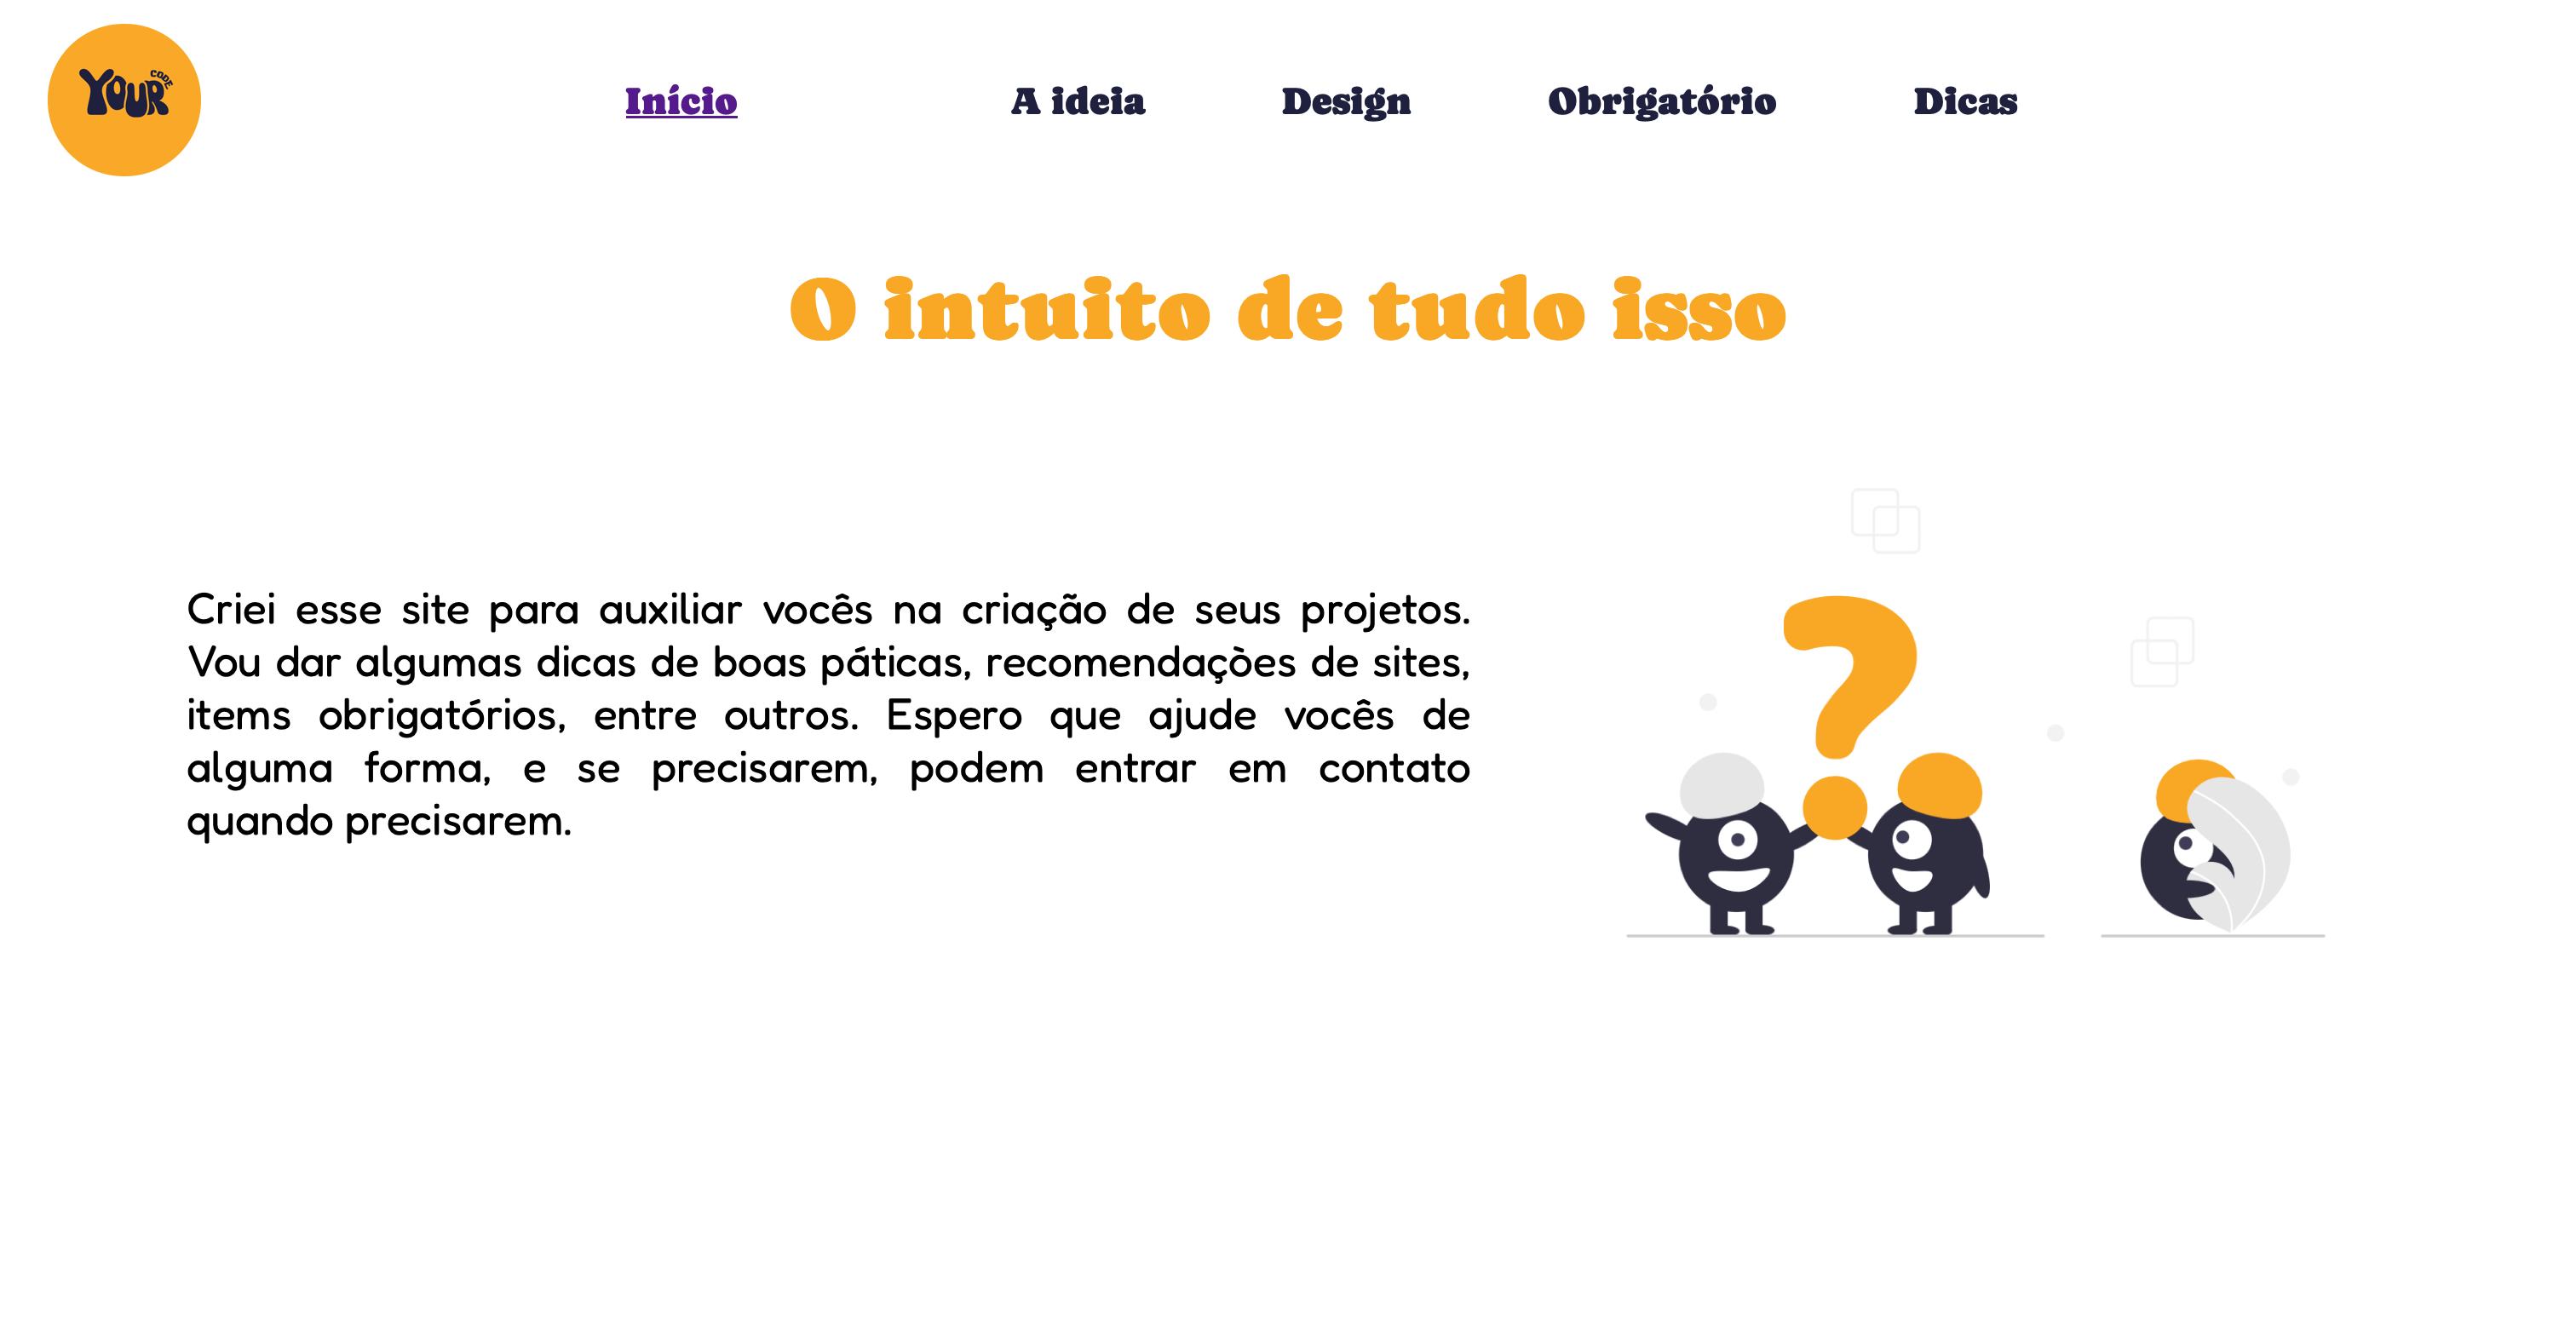 YOUR CODE
Início A ideia Design Obrigatório Dicas
O intuito de tudo isso
Criei esse site para auxiliar vocês na criação de seus projetos.
Vou dar algumas dicas de boas páticas, recomendaçòes de sites,
items obrigatórios, entre outros. Espero que ajude vocês de
alguma forma, e se precisarem, podem entrar em contato
quando precisarem.